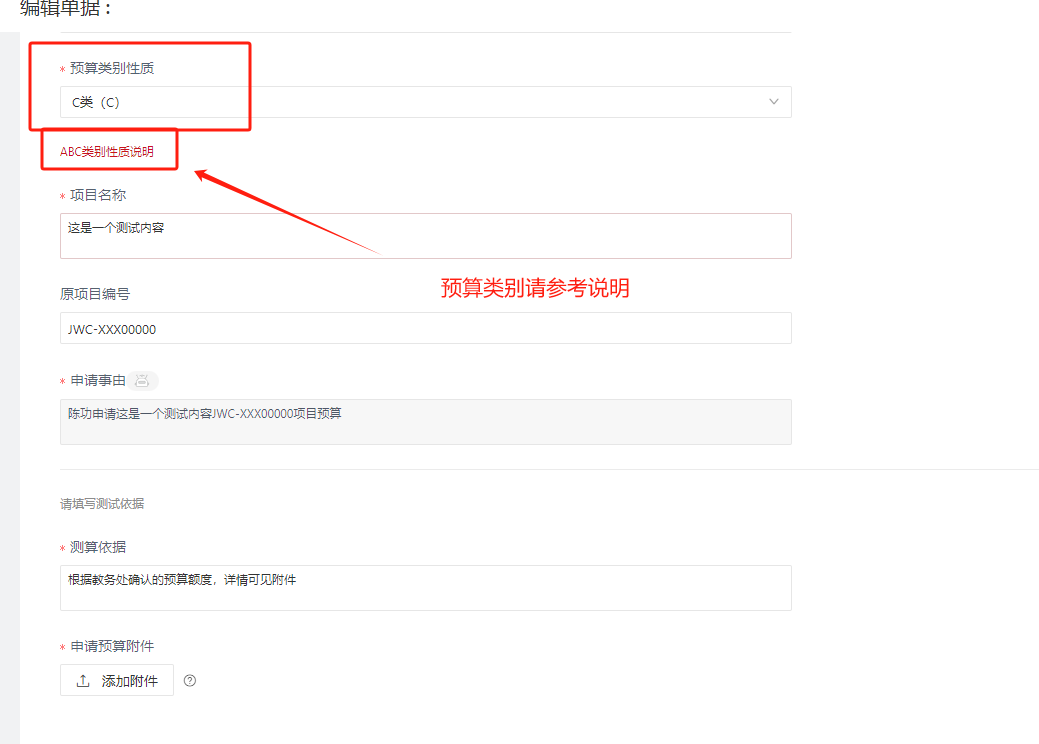 编辑单据：
* 预算类别性质
C类（C）
ABC类别性质说明
* 项目名称
这是一个测试内容
预算类别请参考说明
原项目编号
JWC-XXX00000
* 申请事由
陈功申请这是一个测试内容JWC-XXX00000项目预算
请填写测试依据
* 测算依据
根据教务处确认的预算额度，详情可见附件
* 申请预算附件
添加附件